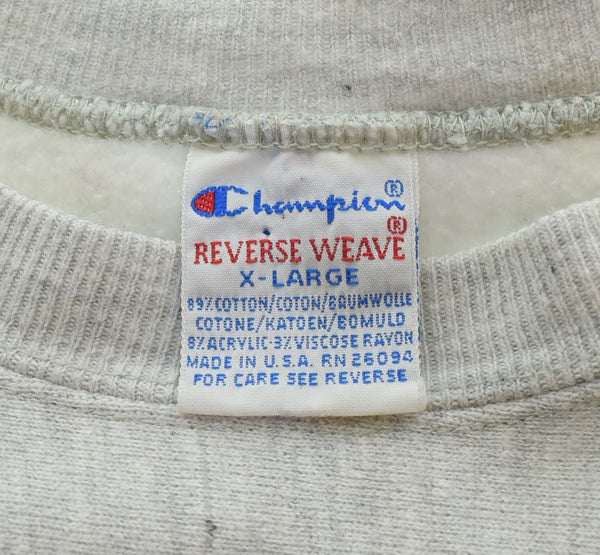 Champion®
REVERSE WEAVE®
X-LARGE
89% COTTON/COTON/BAUMWOLLE
COTONE/KATOEN/BOMULD
8% ACRYLIC-3% VISCOSE RAYON
MADE IN U.S.A. RN 26094
FOR CARE SEE REVERSE